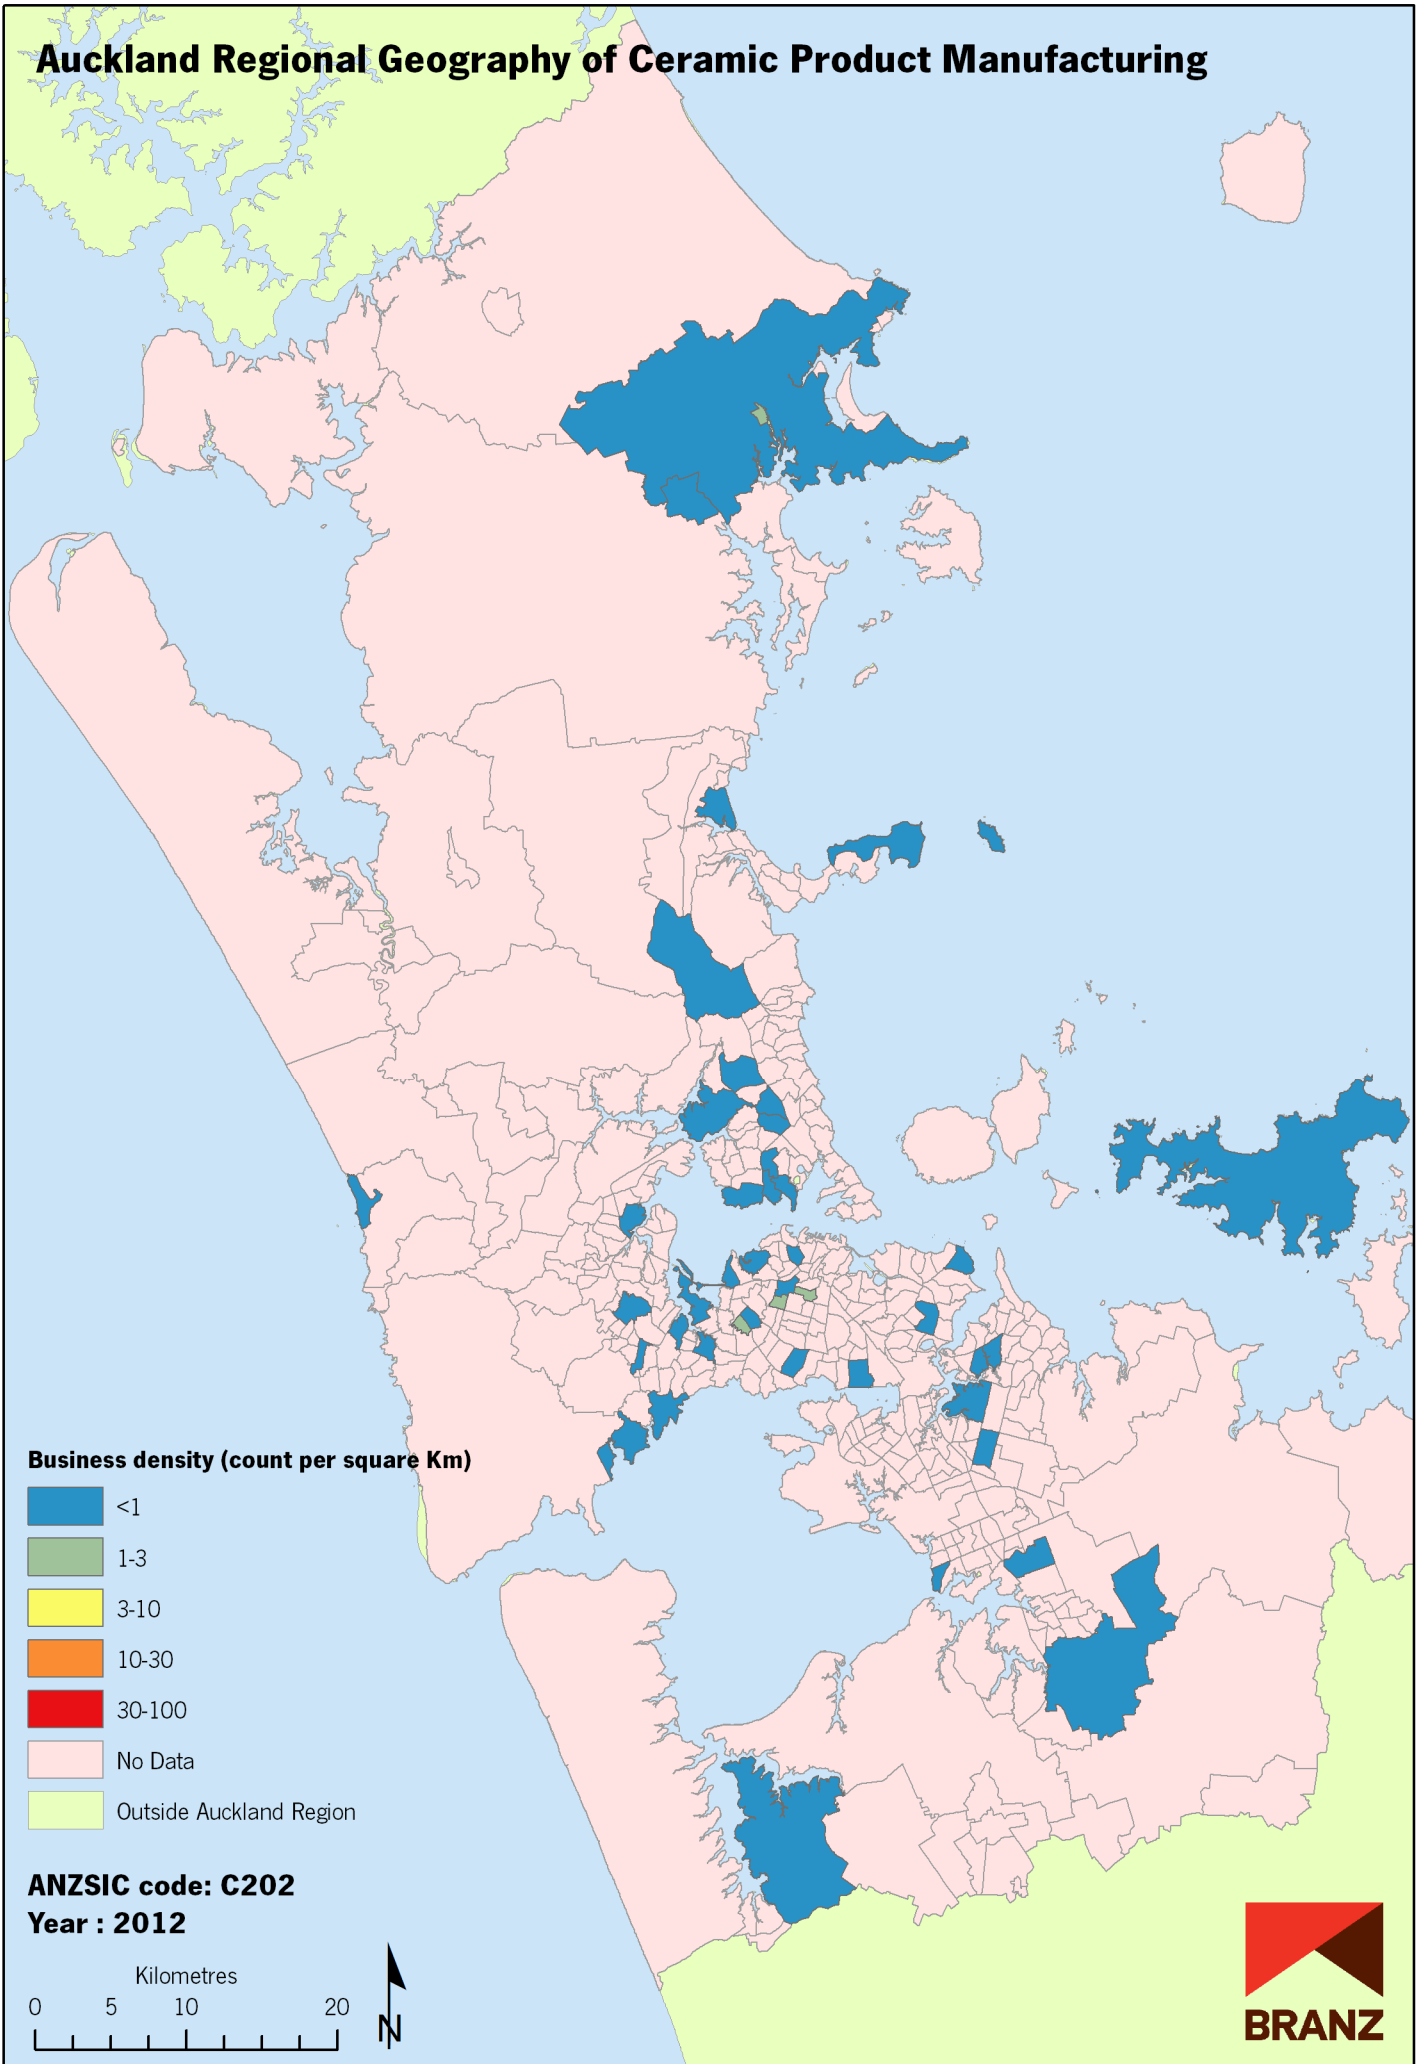 Auckland Regional Geography of Ceramic Product Manufacturing
Business density (count per square Km)
<1
1-3
3-10
10-30
30-100
No Data
Outside Auckland Region
ANZSIC code: C202
Year : 2012
Kilometres
0 5 10 20
N
BRANZ